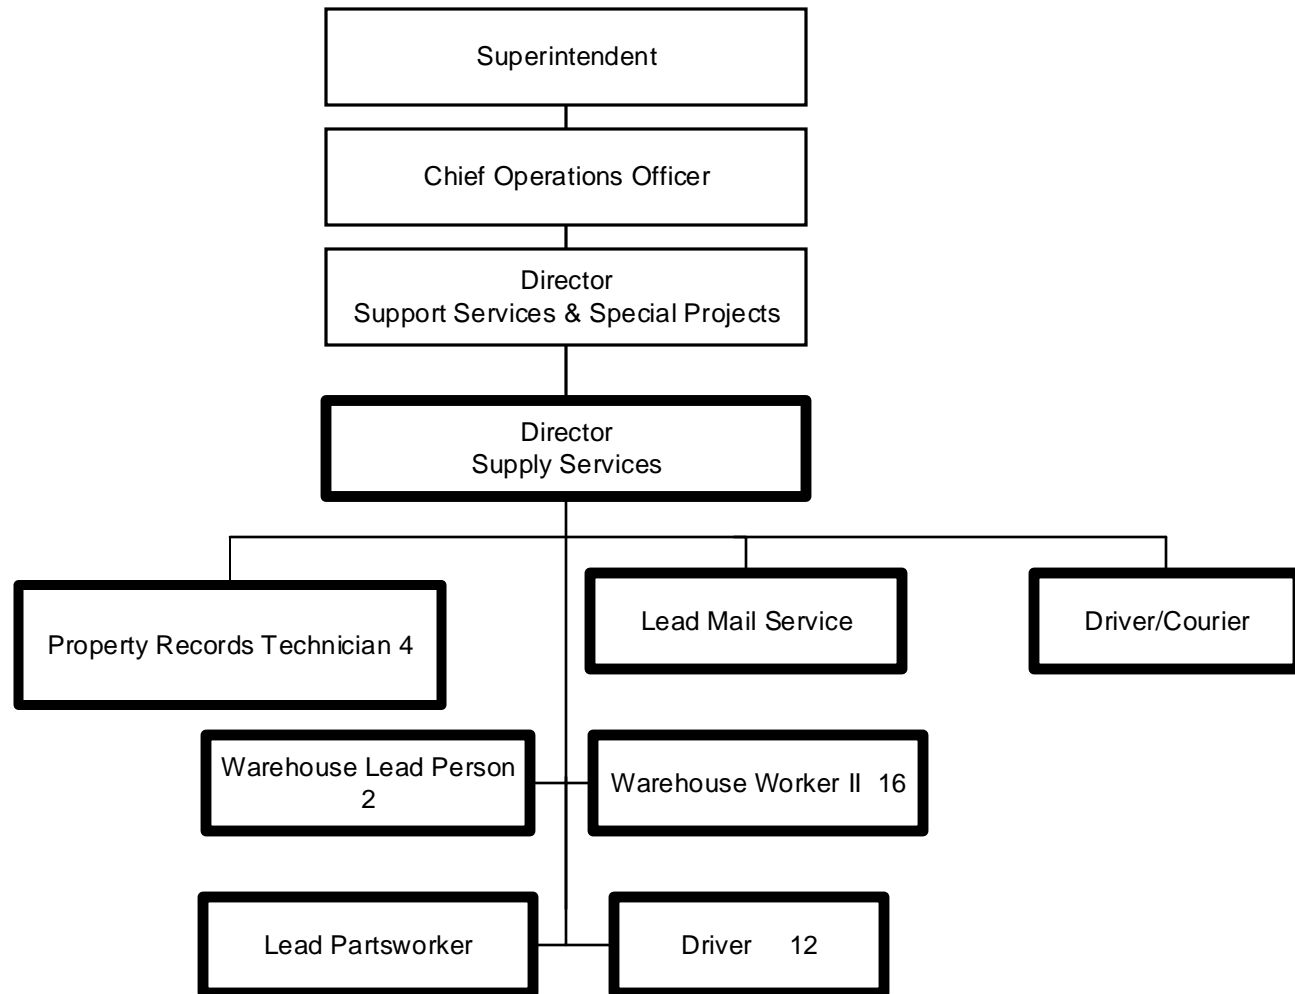 Superintendent
Chief Operations Officer
Director
Support Services & Special Projects
Director
Supply Services
Property Records Technician 4
Lead Mail Service
Driver/Courier
Warehouse Lead Person
2
Warehouse Worker II 16
Lead Partsworker
Driver 12